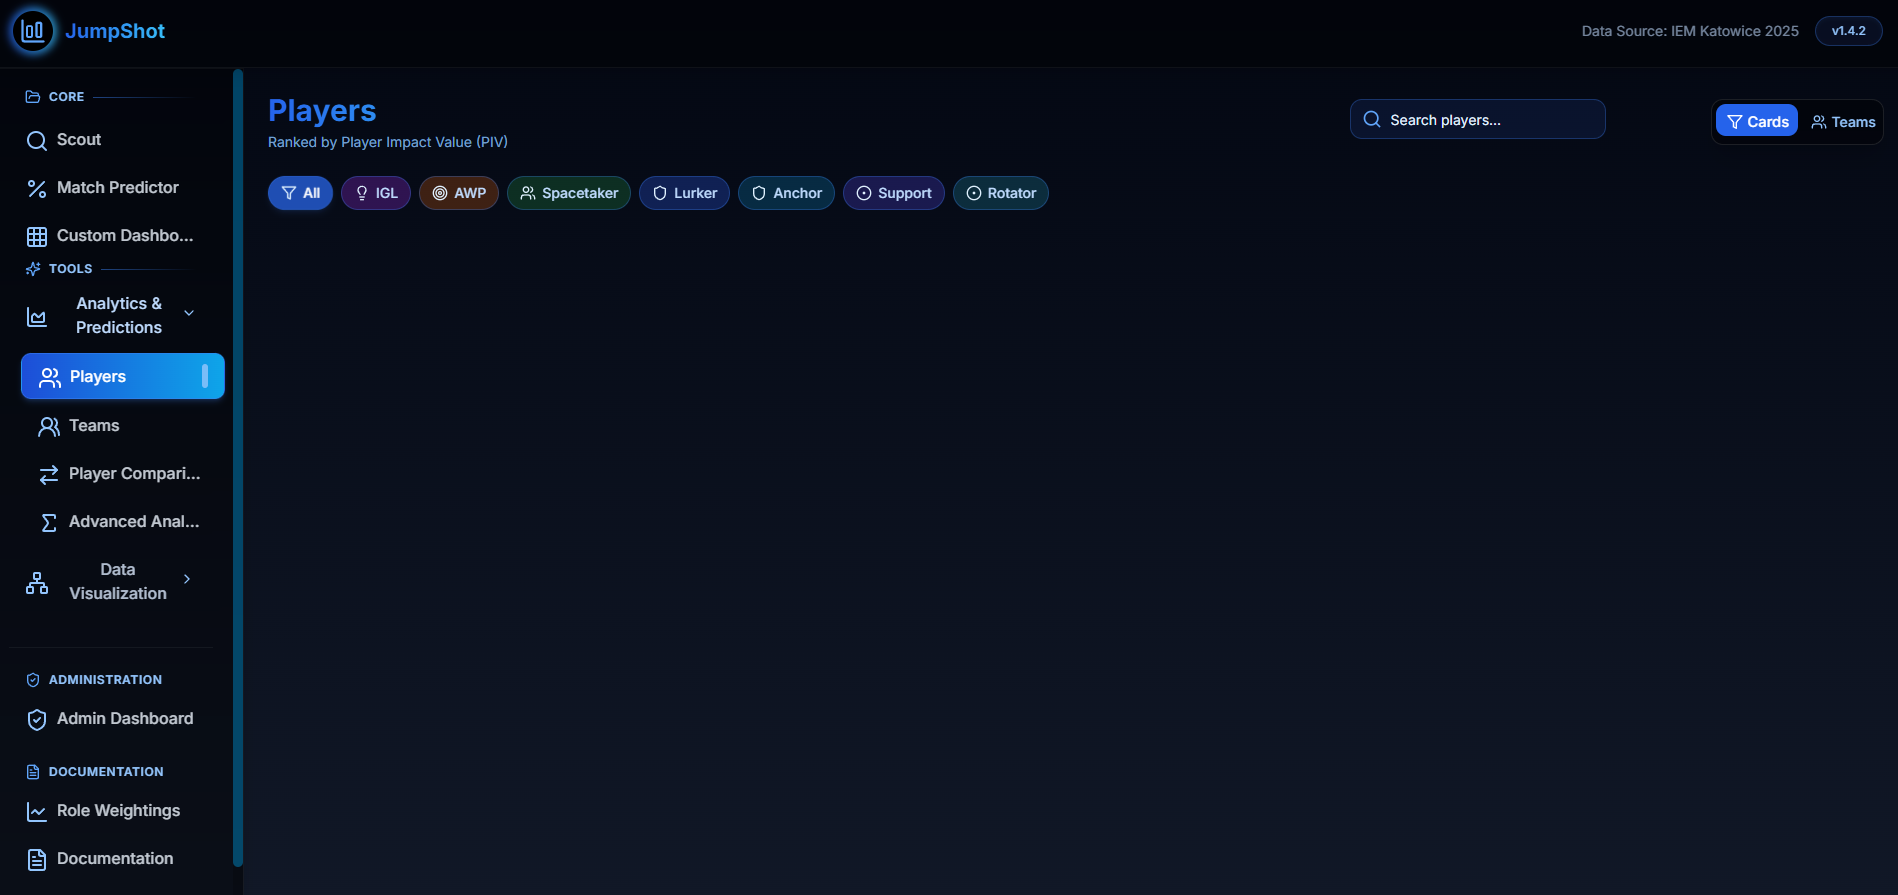 JumpShot
Data Source: IEM Katowice 2025
v1.4.2
CORE
Scout
Match Predictor
Custom Dashbo...
TOOLS
Analytics &
Predictions
Players
Teams
Player Compari...
Advanced Anal...
Data
Visualization
ADMINISTRATION
Admin Dashboard
DOCUMENTATION
Role Weightings
Documentation
Players
Ranked by Player Impact Value (PIV)
Search players...
Cards
Teams
All
IGL
AWP
Spacetaker
Lurker
Anchor
Support
Rotator